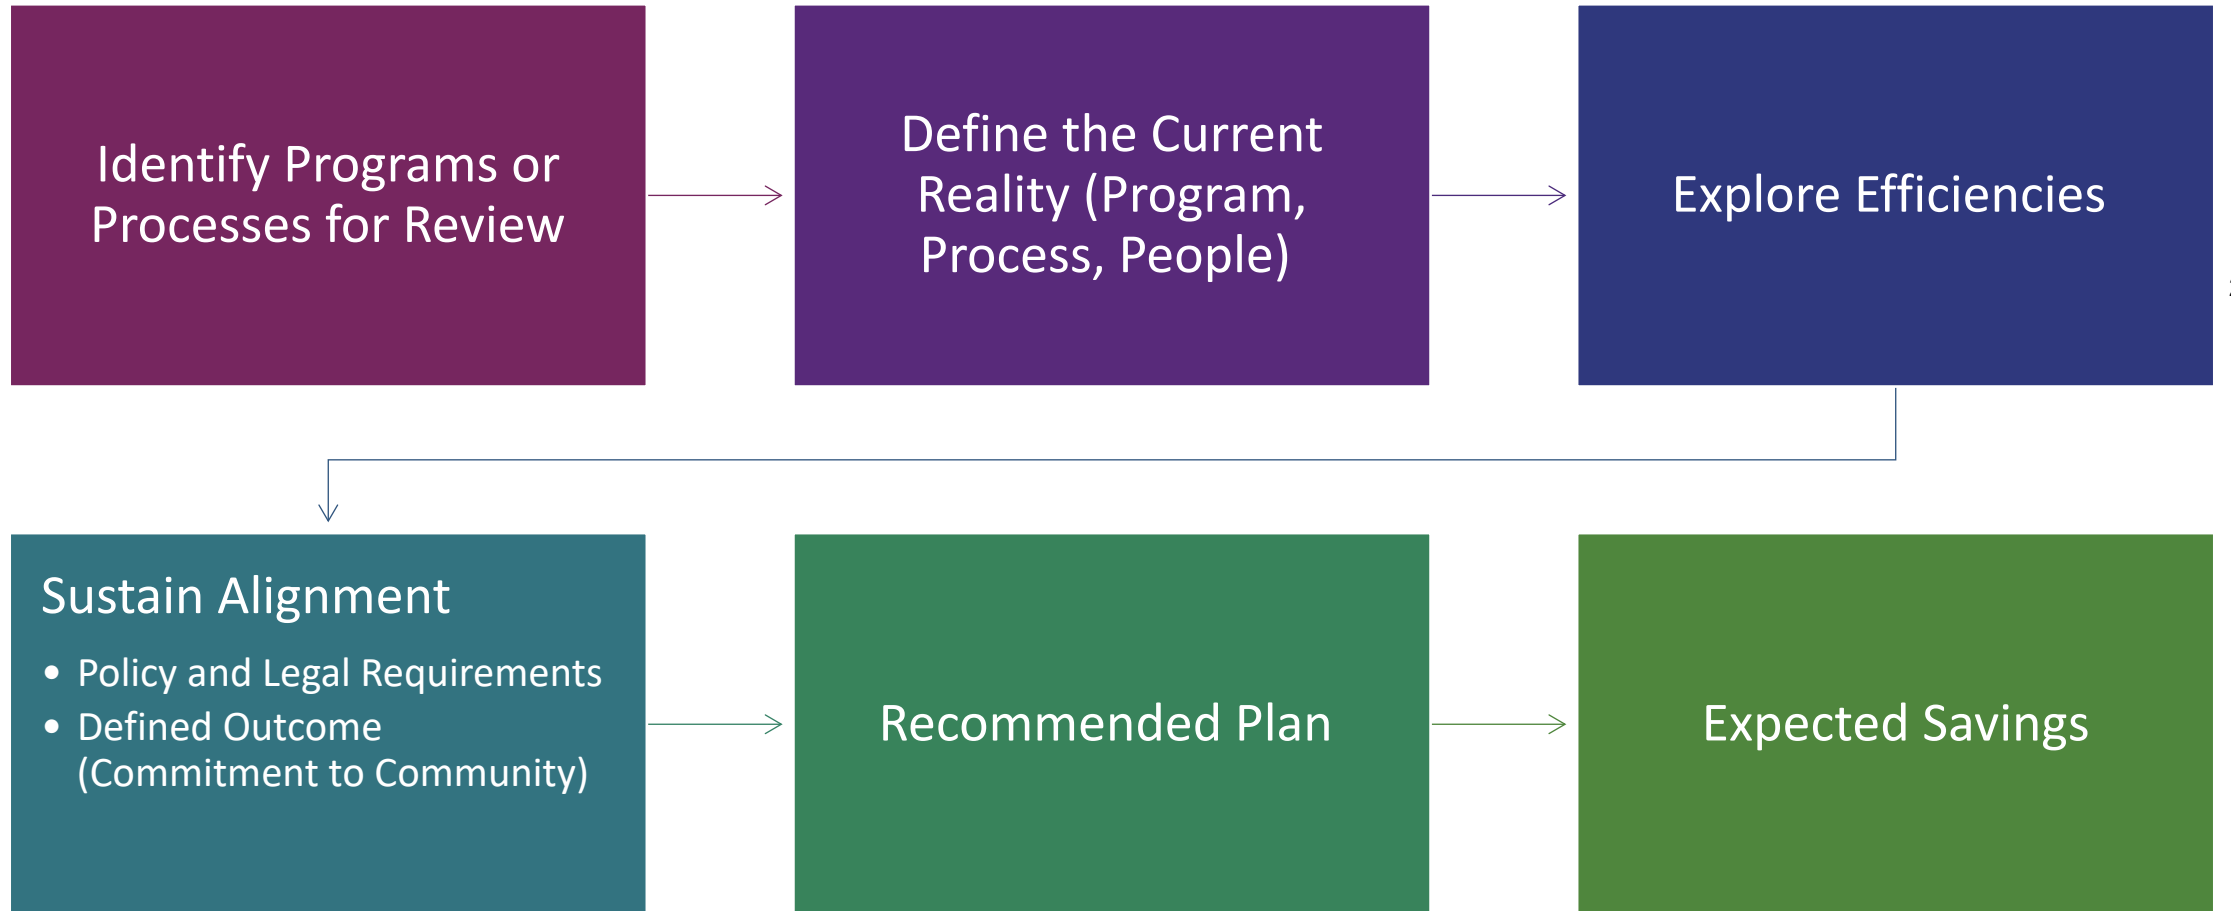 Identify Programs or
Processes for Review
Define the Current
Reality (Program,
Process, People)
Explore Efficiencies
Sustain Alignment
• Policy and Legal Requirements
• Defined Outcome
(Commitment to Community)
Recommended Plan
Expected Savings